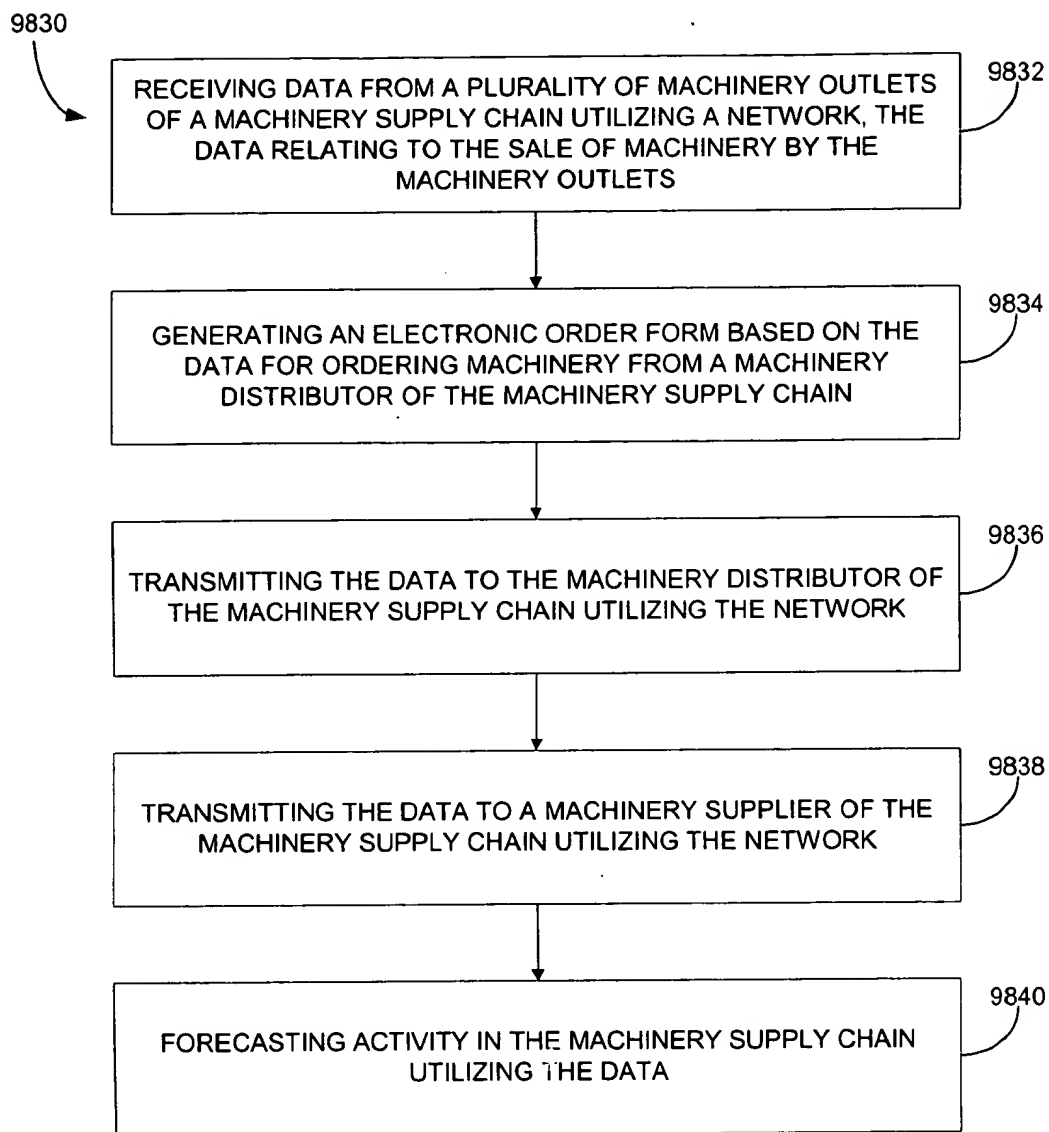 9830
9832
RECEIVING DATA FROM A PLURALITY OF MACHINERY OUTLETS
OF A MACHINERY SUPPLY CHAIN UTILIZING A NETWORK, THE
DATA RELATING TO THE SALE OF MACHINERY BY THE
MACHINERY OUTLETS
9834
GENERATING AN ELECTRONIC ORDER FORM BASED ON THE
DATA FOR ORDERING MACHINERY FROM A MACHINERY
DISTRIBUTOR OF THE MACHINERY SUPPLY CHAIN
9836
TRANSMITTING THE DATA TO THE MACHINERY DISTRIBUTOR OF
THE MACHINERY SUPPLY CHAIN UTILIZING THE NETWORK
9838
TRANSMITTING THE DATA TO A MACHINERY SUPPLIER OF THE
MACHINERY SUPPLY CHAIN UTILIZING THE NETWORK
9840
FORECASTING ACTIVITY IN THE MACHINERY SUPPLY CHAIN
UTILIZING THE DATA